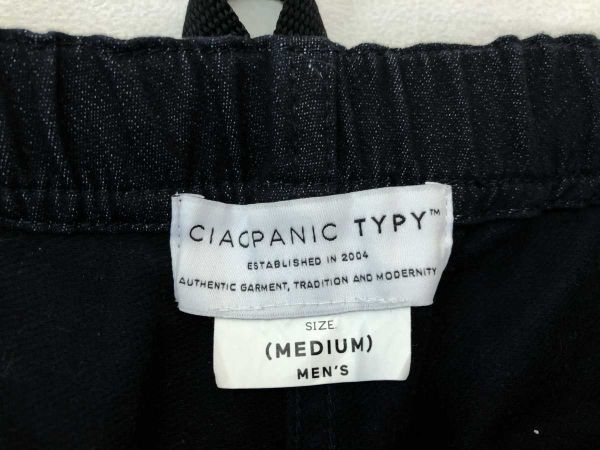 CIAOPANIC TYPY™
ESTABLISHED IN 2004
AUTHENTIC GARMENT, TRADITION AND MODERNITY
SIZE
(MEDIUM)
MEN'S